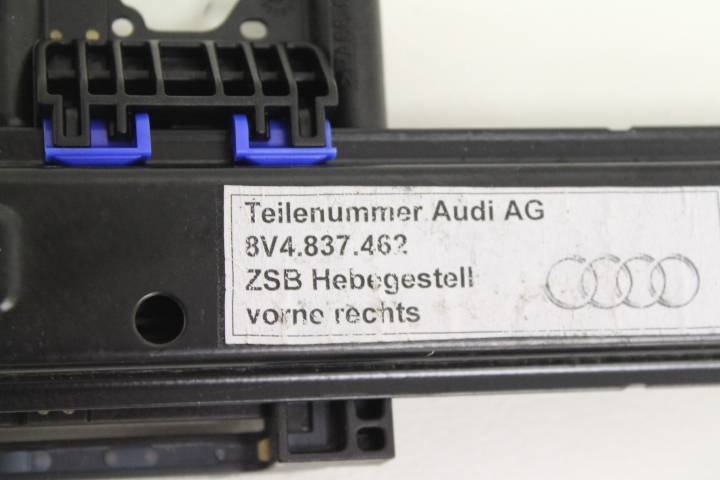 Teilenummer Audi AG
8V4.837.462
ZSB Hebegestell
vorne rechts